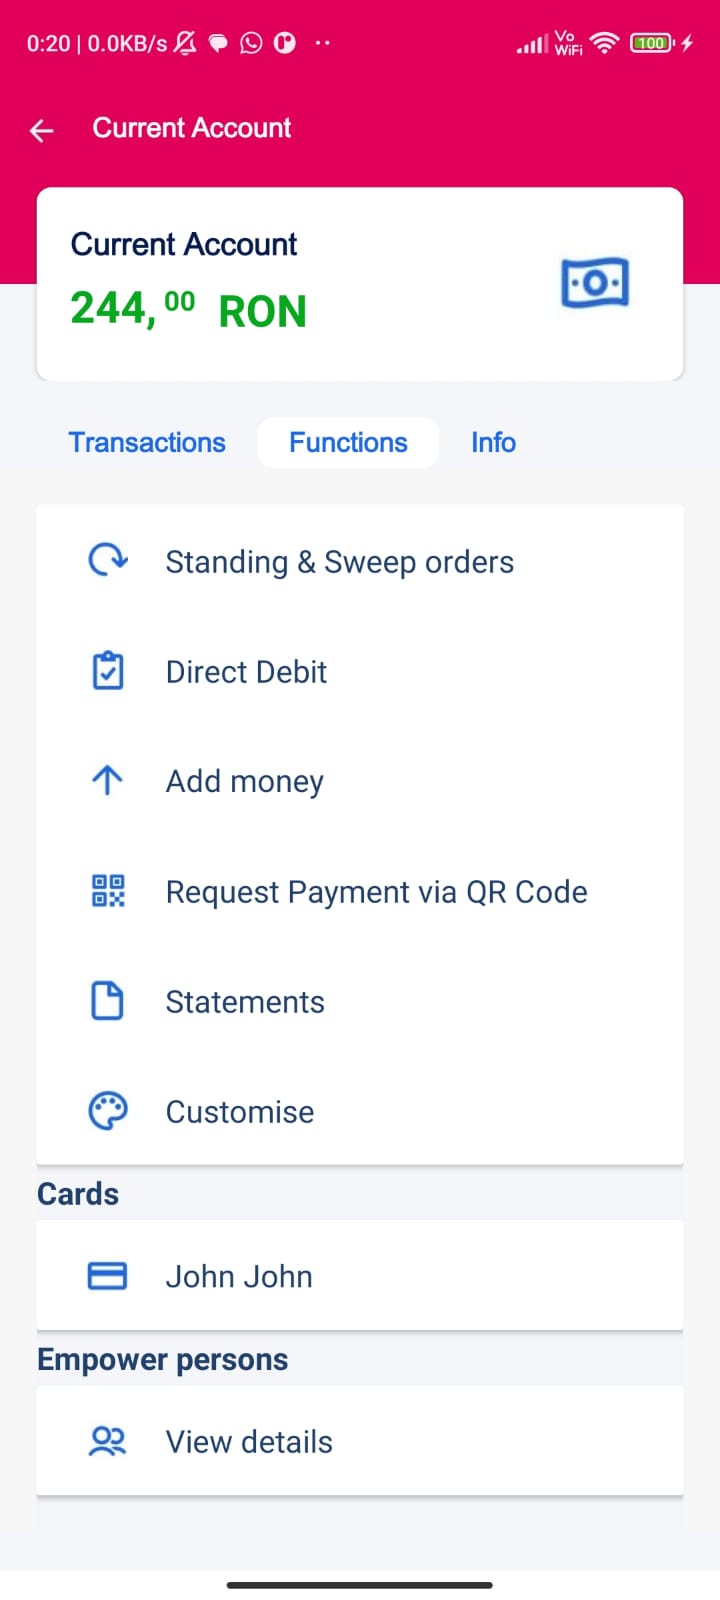 0:20 | 0.0KB/s
Vo
WiFi
100
Current Account
Current Account
244,00 RON
Transactions
Functions
Info
Standing & Sweep orders
Direct Debit
Add money
Request Payment via QR Code
Statements
Customise
Cards
John John
Empower persons
View details